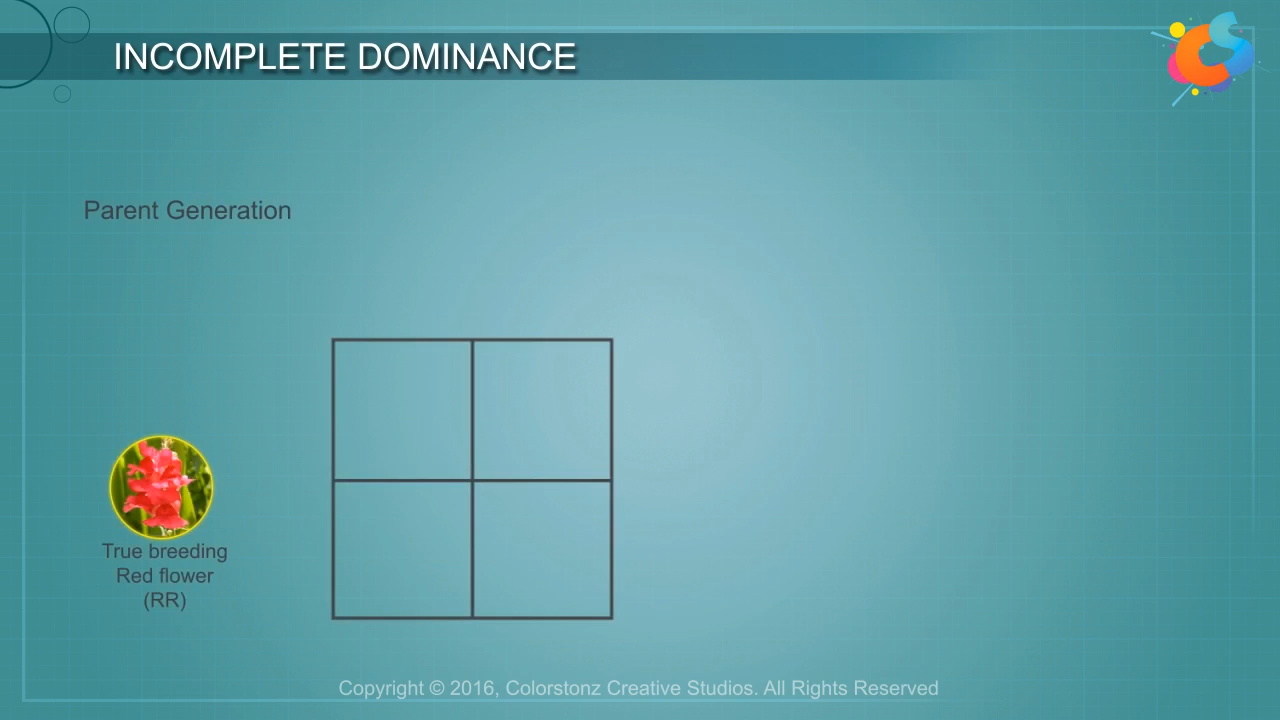 INCOMPLETE DOMINANCE
Parent Generation
True breeding
Red flower
(RR)
Copyright © 2016, Colorstonz Creative Studios. All Rights Reserved